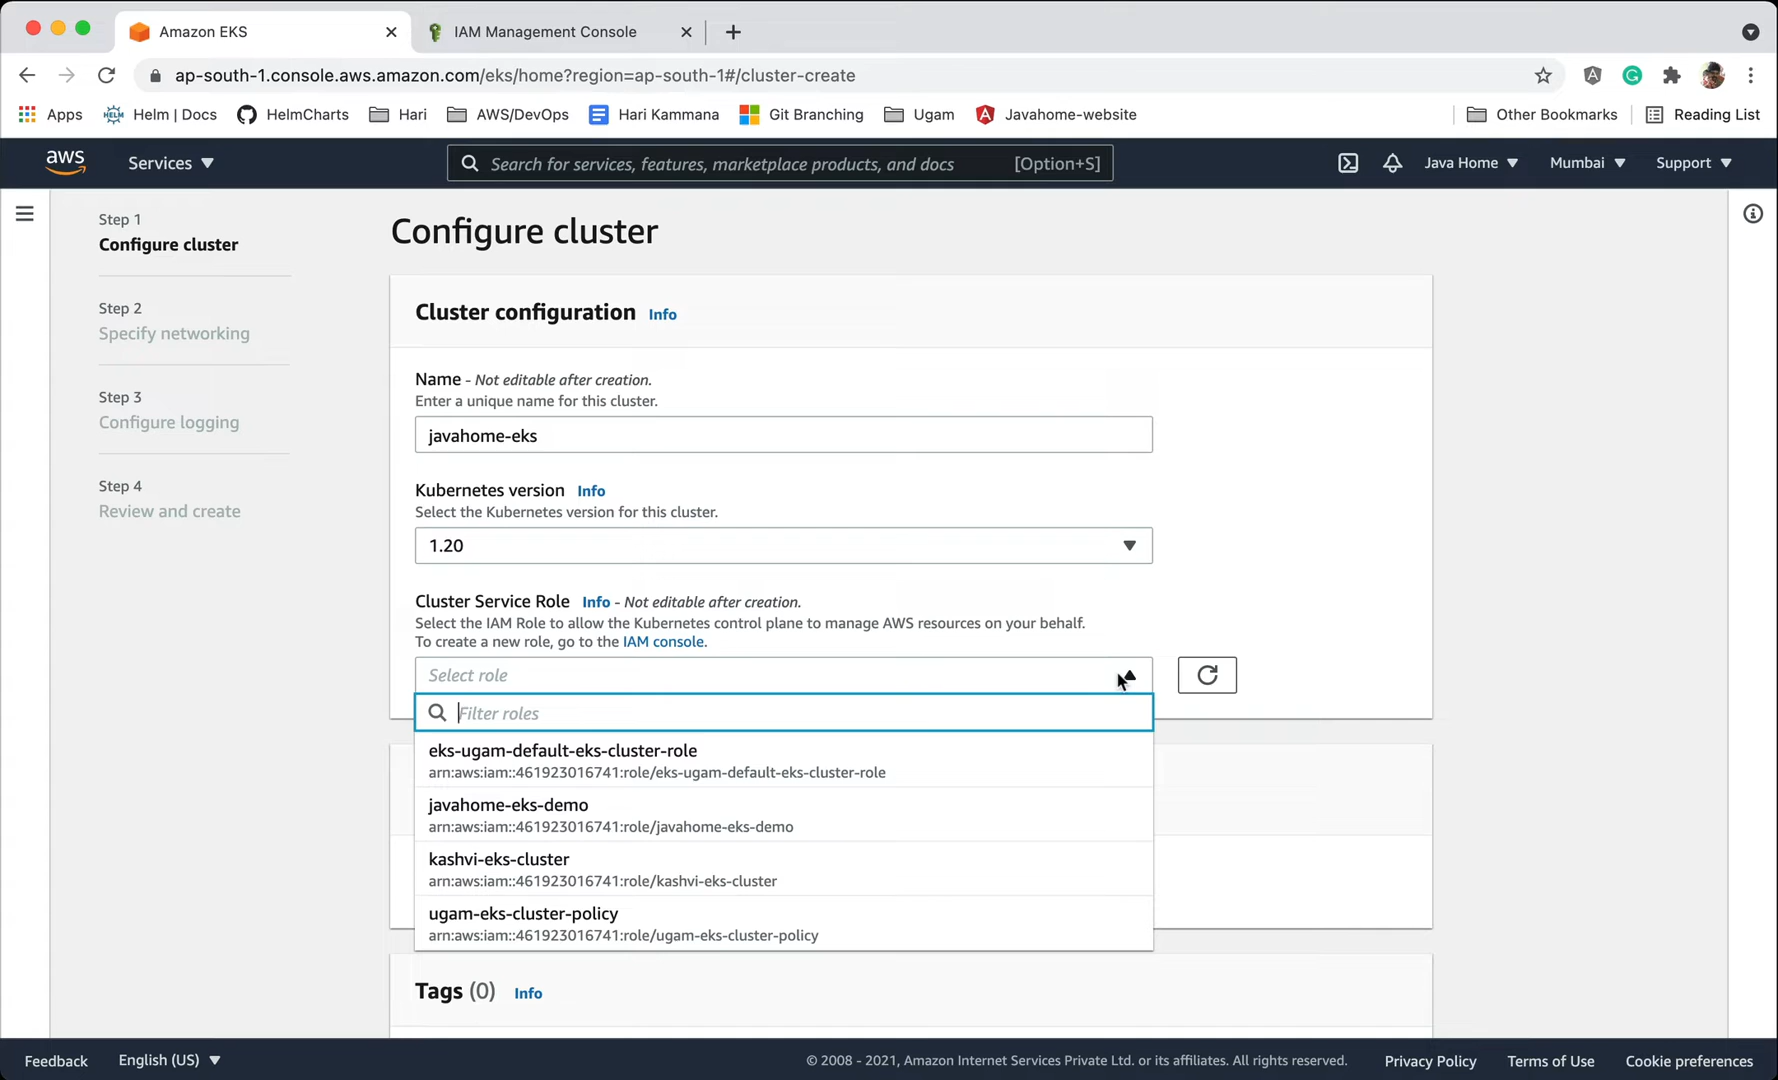 Amazon EKS
IAM Management Console
ap-south-1.console.aws.amazon.com/eks/home?region=ap-south-1#/cluster-create
Apps
HELM
Helm | Docs
HelmCharts
Hari
AWS/DevOps
Hari Kammana
Git Branching
Ugam
Javahome-website
Other Bookmarks
Reading List
aws
Services
Search for services, features, marketplace products, and docs [Option+S]
Java Home
Mumbai
Support
Step 1
Configure cluster
Step 2
Specify networking
Step 3
Configure logging
Step 4
Review and create
Configure cluster
Cluster configuration Info
Name - Not editable after creation.
Enter a unique name for this cluster.
javahome-eks
Kubernetes version Info
Select the Kubernetes version for this cluster.
1.20
Cluster Service Role Info - Not editable after creation.
Select the IAM Role to allow the Kubernetes control plane to manage AWS resources on your behalf.
To create a new role, go to the IAM console.
Select role
Filter roles
eks-ugam-default-eks-cluster-role
arn:aws:iam::461923016741:role/eks-ugam-default-eks-cluster-role
javahome-eks-demo
arn:aws:iam::461923016741:role/javahome-eks-demo
kashvi-eks-cluster
arn:aws:iam::461923016741:role/kashvi-eks-cluster
ugam-eks-cluster-policy
arn:aws:iam::461923016741:role/ugam-eks-cluster-policy
Tags (0) Info
Feedback
English (US)
© 2008 - 2021, Amazon Internet Services Private Ltd. or its affiliates. All rights reserved.
Privacy Policy
Terms of Use
Cookie preferences